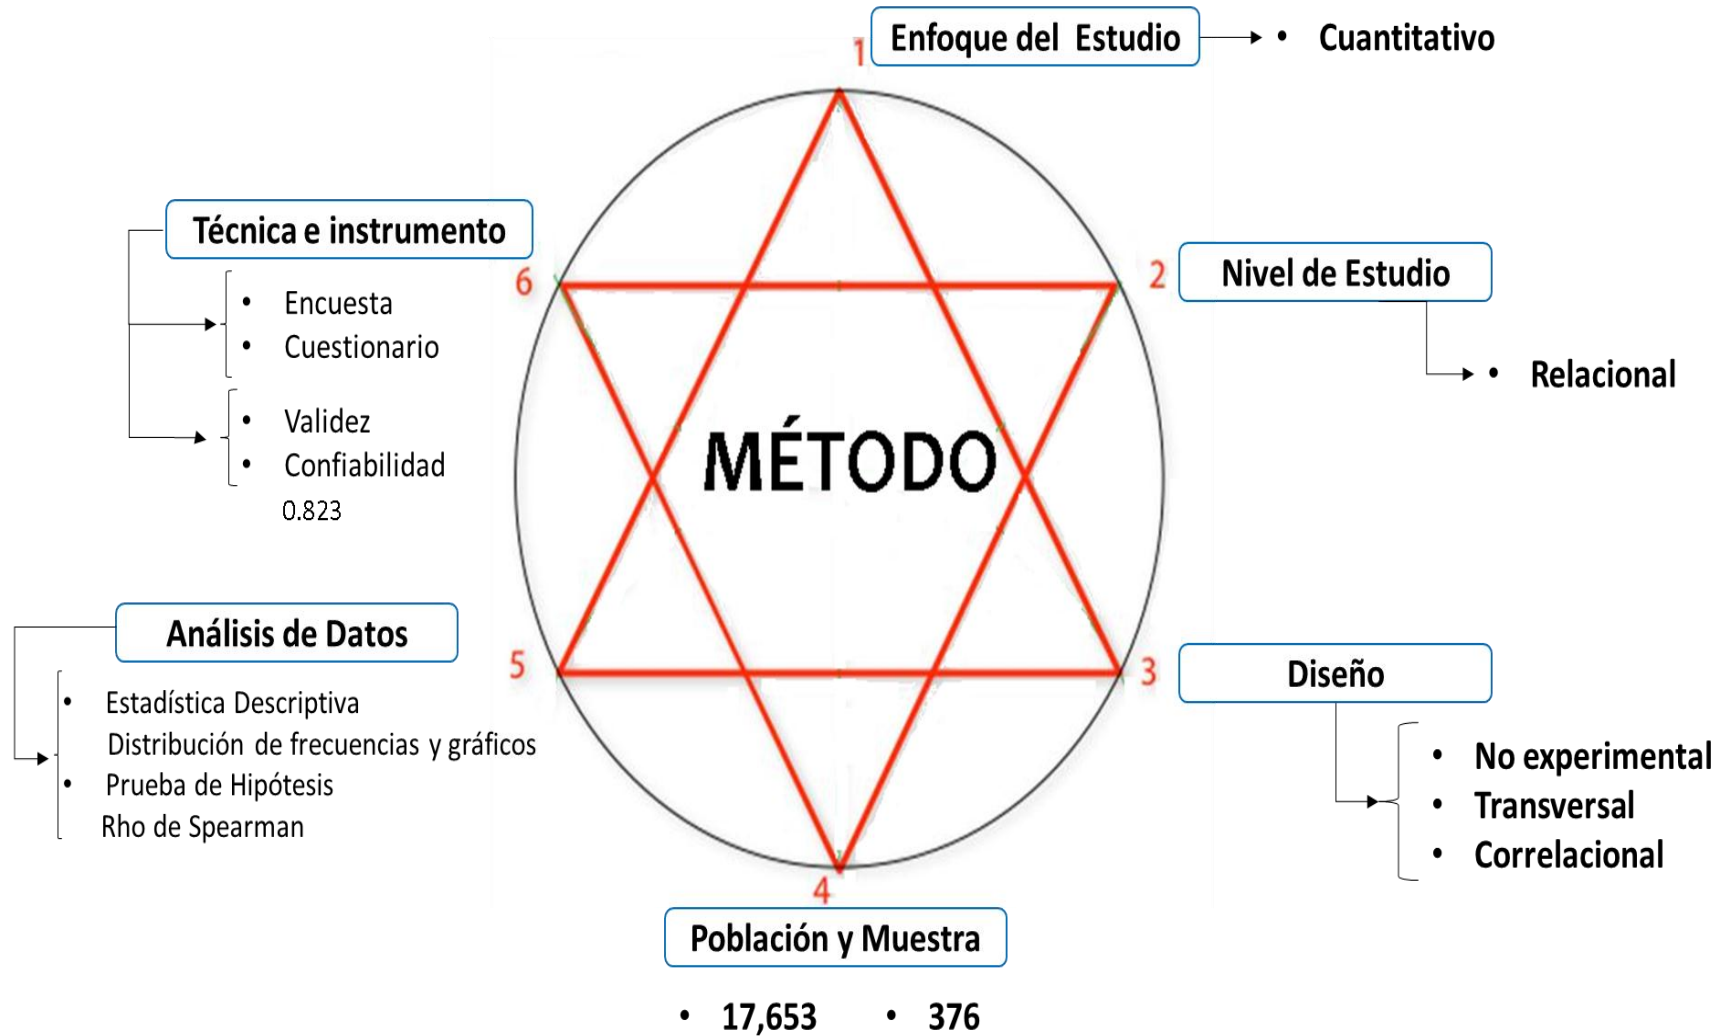 1
Enfoque del Estudio
• Cuantitativo
Técnica e instrumento
6
• Encuesta
• Cuestionario
• Validez
• Confiabilidad
0.823
2
Nivel de Estudio
• Relacional
MÉTODO
Análisis de Datos
5
• Estadística Descriptiva
Distribución de frecuencias y gráficos
• Prueba de Hipótesis
Rho de Spearman
3
Diseño
• No experimental
• Transversal
• Correlacional
4
Población y Muestra
• 17,653 • 376